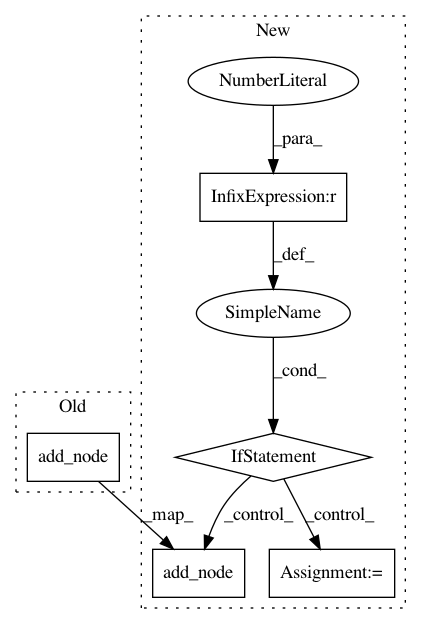 New
NumberLiteral
_para_
InfixExpression:r
_def_
SimpleName
_cond_
Old
add_node
IfStatement
_map_
_control_
_control_
add_node
Assignment:=